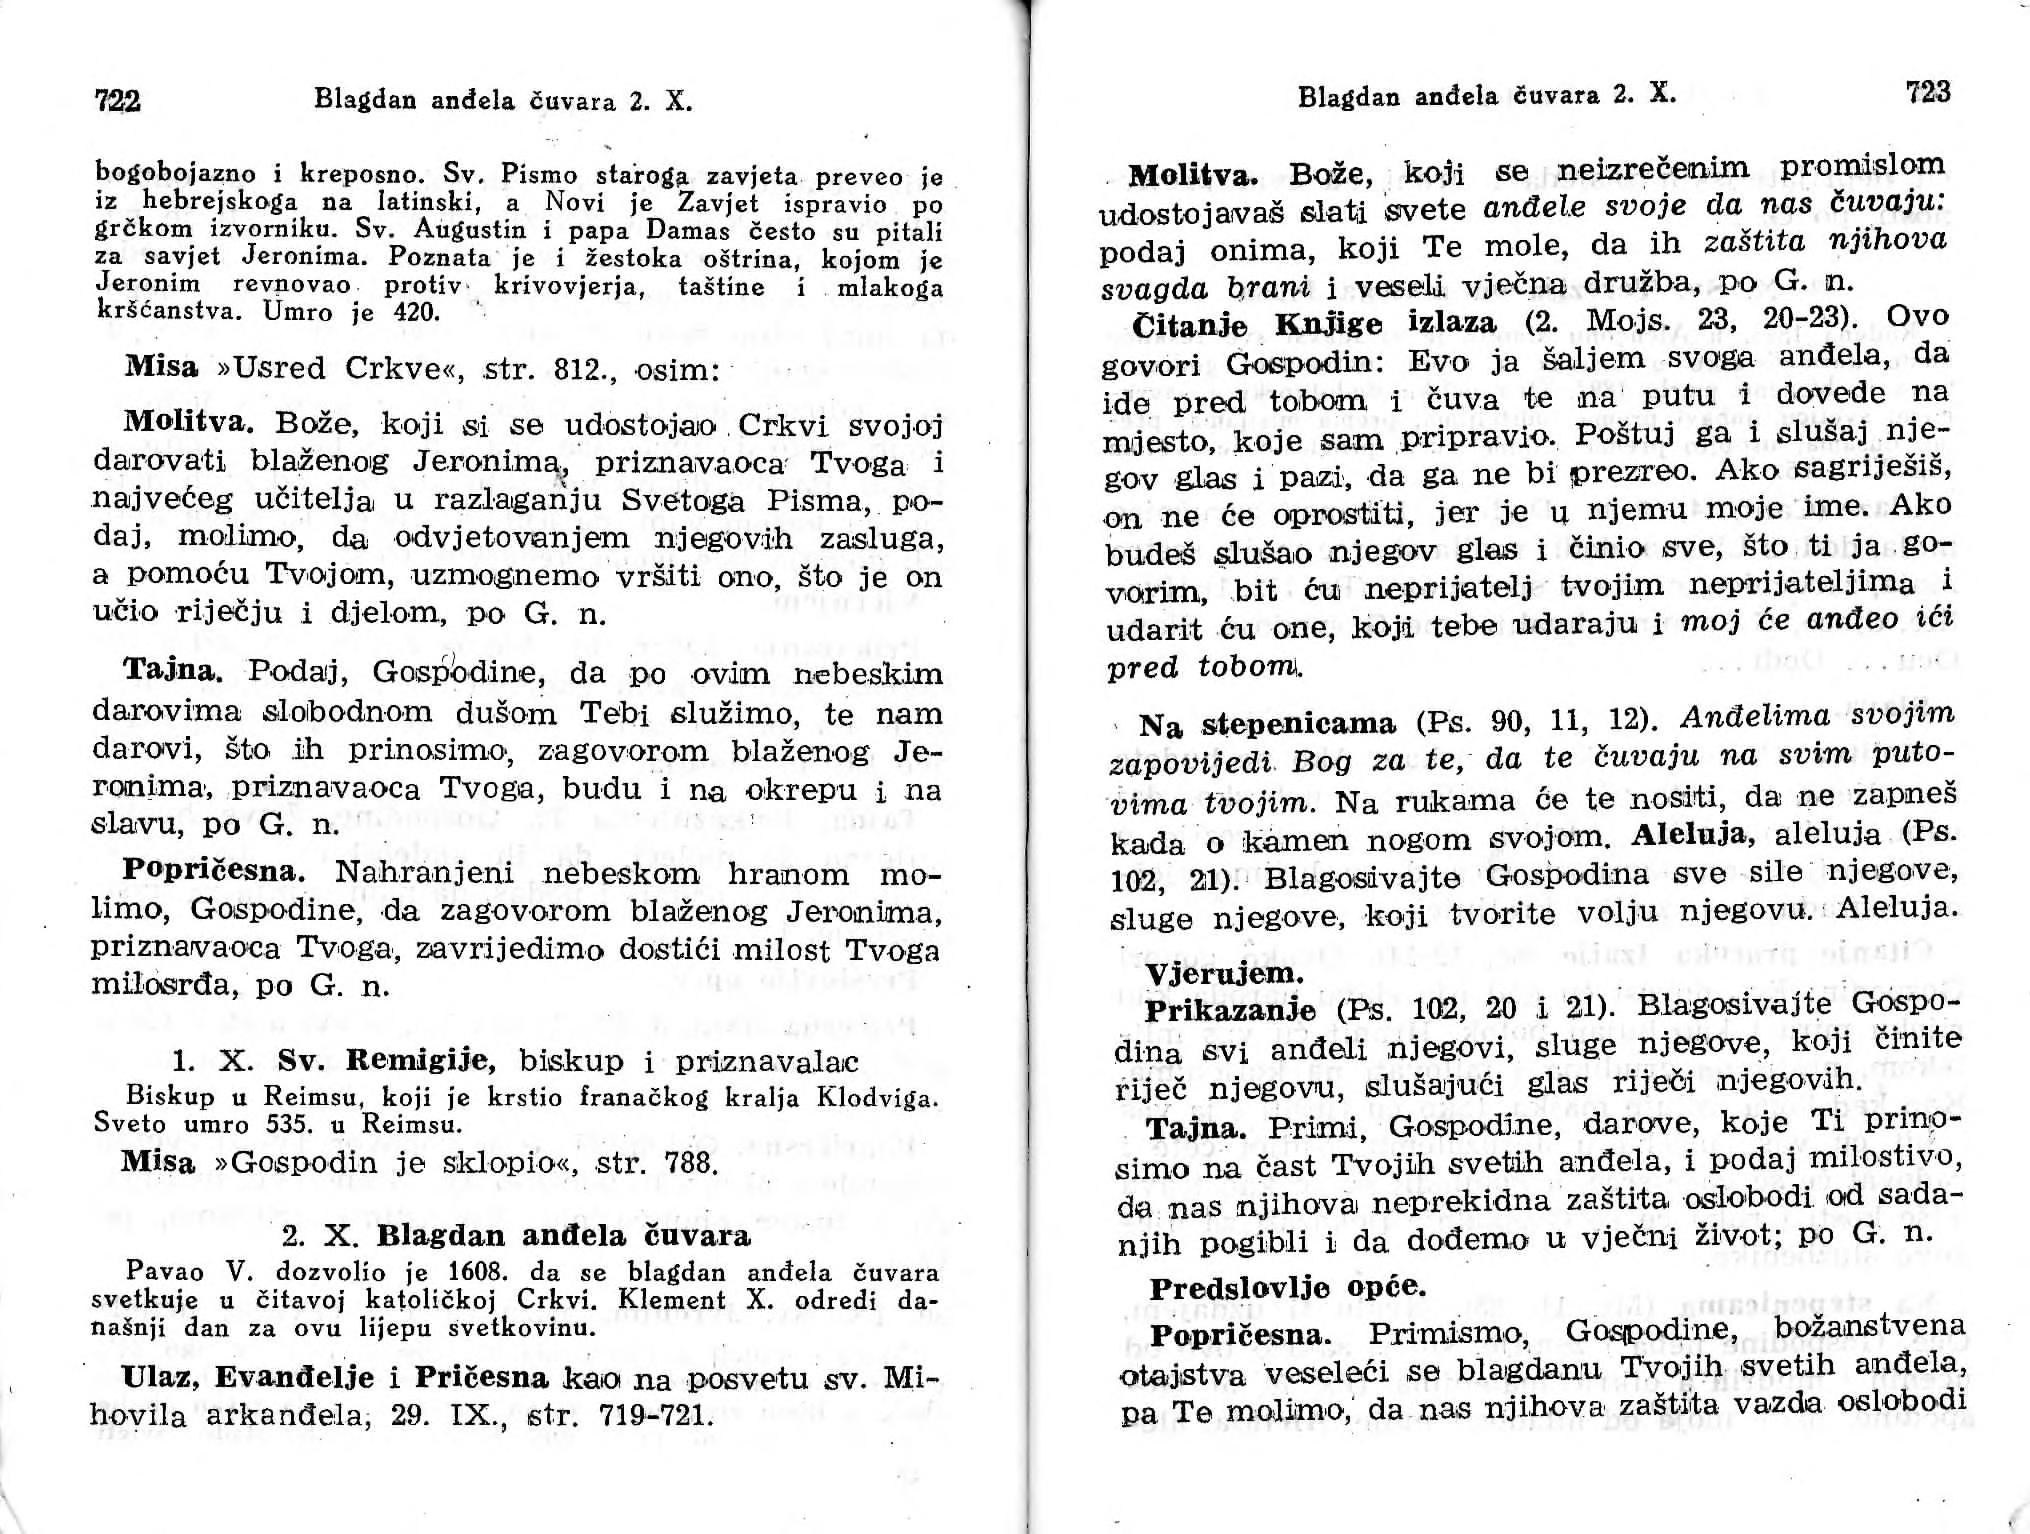 722 Blagdan anđela čuvara 2. X.
bogobojazno i kreposno. Sv. Pismo staroga zavjeta preveo je
iz hebrejskoga na latinski, a Novi je Zavjet ispravio po
grčkom izvorniku. Sv. Augustin i papa Damas često su pitali
za savjet Jeronima. Poznata je i žestoka oštrina, kojom je
Jeronim revnovao protiv krivovjerja, taštine i mlakoga
kršćanstva. Umro je 420.
Misa »Usred Crkve«, str. 812., osim:
Molitva. Bože, koji si se udostojao Crkvi svojoj
darovati blaženog Jeronima, priznavaoca Tvoga i
najvećeg učitelja u razlaganju Svetoga Pisma, po-
daj, molimo, da odvjetovanjem njegovih zasluga,
a pomoću Tvojom, uzmognemo vršiti ono, što je on
učio riječju i djelom, po G. n.
Tajna. Podaj, Gospodine, da po ovim nebeskim
darovima slobodnom dušom Tebi služimo, te nam
darovi, što ih prinosimo, zagovorom blaženog Je-
ronima, priznavaoca Tvoga, budu i na okrepu i na
slavu, po G. n.
Popričesna. Nahranjeni nebeskom hranom mo-
limo, Gospodine, da zagovorom blaženog Jeronima,
priznavaoca Tvoga, zavrijedimo dostići milost Tvoga
milosrđa, po G. n.
1. X. Sv. Remigije, biskup i priznavalac
Biskup u Reimsu, koji je krstio franačkog kralja Klodviga.
Sveto umro 535. u Reimsu.
Misa »Gospodin je sklopio«, str. 788.
2. X. Blagdan anđela čuvara
Pavao V. dozvolio je 1608. da se blagdan anđela čuvara
svetkuje u čitavoj katoličkoj Crkvi. Klement X. odredi da-
našnji dan za ovu lijepu svetkovinu.
Ulaz, Evanđelje i Pričesna kao na posvetu sv. Mi-
hovila arkanđela, 29. IX., str. 719-721.
Blagdan anđela čuvara 2. X. 723
Molitva. Bože, koji se neizrečenim promislom
udostojavaš slati svete anđele svoje da nas čuvaju:
podaj onima, koji Te mole, da ih zaštita njihova
svagda brani i veseli vječna družba, po G. n.
Čitanje Knjige izlaza (2. Mojs. 23, 20-23). Ovo
govori Gospodin: Evo ja šaljem svoga anđela, da
ide pred tobom i čuva te na putu i dovede na
mjesto, koje sam pripravio. Poštuj ga i slušaj nje-
gov glas i pazi, da ga ne bi prezreo. Ako sagriješiš,
on ne će oprostiti, jer je u njemu moje ime. Ako
budeš slušao njegov glas i činio sve, što ti ja go-
vorim, bit ću neprijatelj tvojim neprijateljima i
udarit ću one, koji tebe udaraju i moj će anđeo ići
pred tobom.
Na stepenicama (Ps. 90, 11, 12). Anđelima svojim
zapovijedi Bog za te, da te čuvaju na svim puto-
vima tvojim. Na rukama će te nositi, da ne zapneš
kada o kamen nogom svojom. Aleluja, aleluja (Ps.
102, 21). Blagosivajte Gospodina sve sile njegove,
sluge njegove, koji tvorite volju njegovu. Aleluja.
Vjerujem.
Prikazanje (Ps. 102, 20 i 21). Blagosivajte Gospo-
dina svi anđeli njegovi, sluge njegove, koji činite
riječ njegovu, slušajući glas riječi njegovih.
Tajna. Primi, Gospodine, darove, koje Ti prino-
simo na čast Tvojih svetih anđela, i podaj milostivo,
da nas njihova neprekidna zaštita oslobodi od sada-
njih pogibli i da dođemo u vječni život; po G. n.
Predslovlje opće.
Popričesna. Primismo, Gospodine, božanstvena
otajstva veseleći se blagdanu Tvojih svetih anđela,
pa Te molimo, da nas njihova zaštita vazda oslobodi